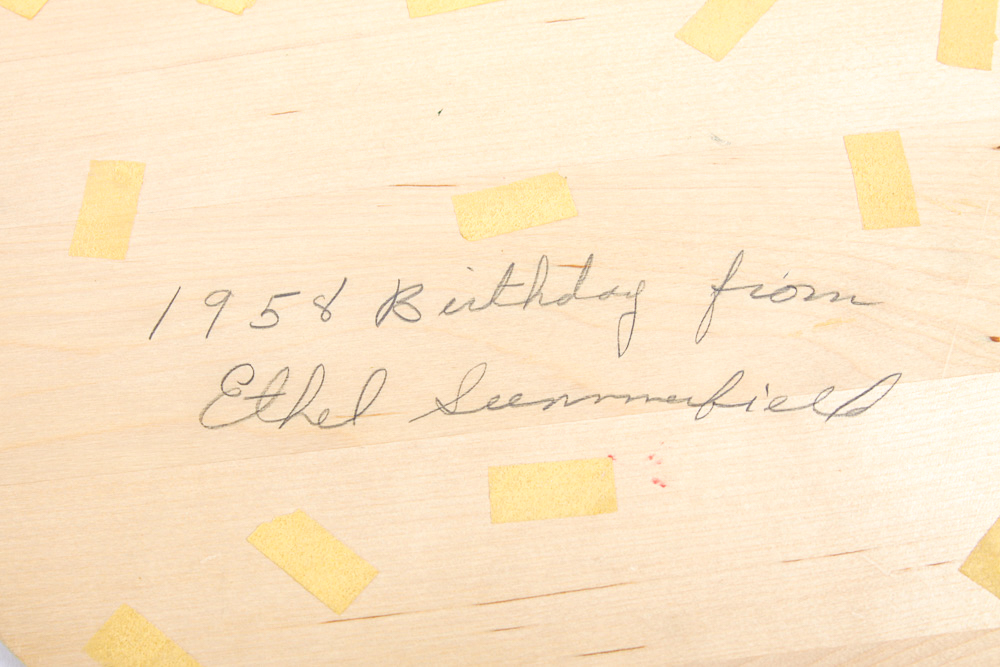 1958 Birthday from
Ethel Summerfield